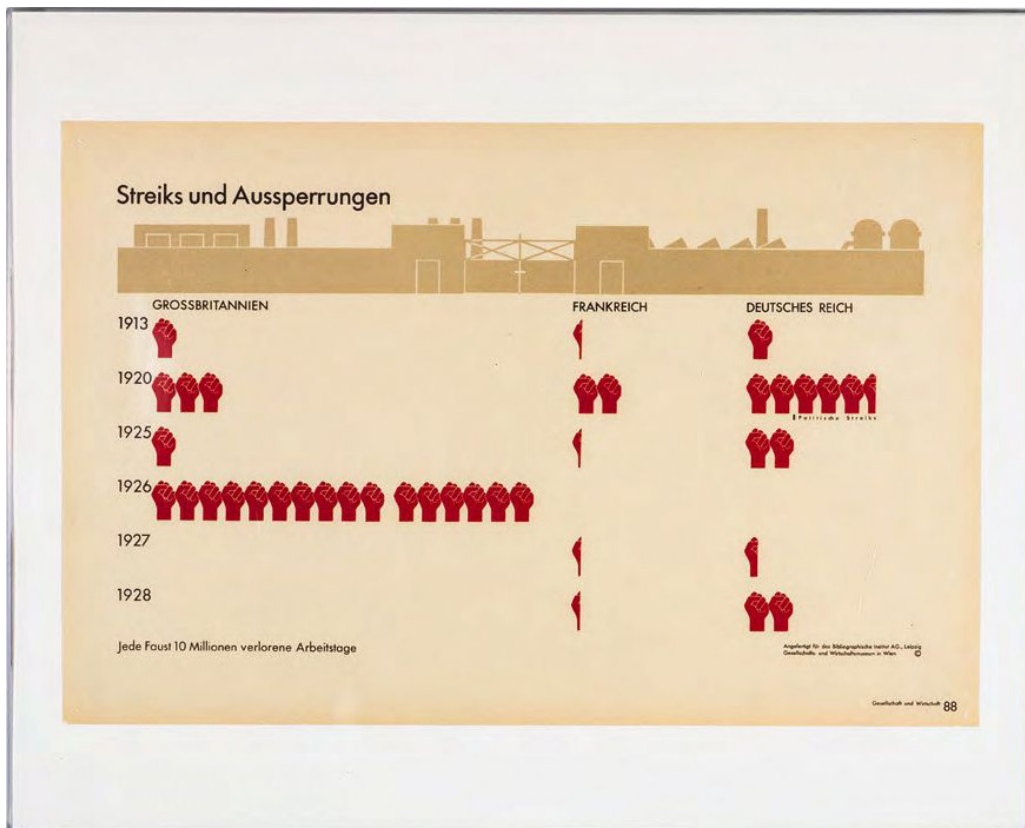 Streiks und Aussperrungen
GROSSBRITANNIEN FRANKREICH DEUTSCHES REICH
1913
1920
Politische Streiks
1925
1926
1927
1928
Jede Faust 10 Millionen verlorene Arbeitstage
Angefertigt für das Bibliographische Institut AG., Leipzig
Gesellschafts- und Wirtschaftsmuseum in Wien ©
Gesellschaft und Wirtschaft 88